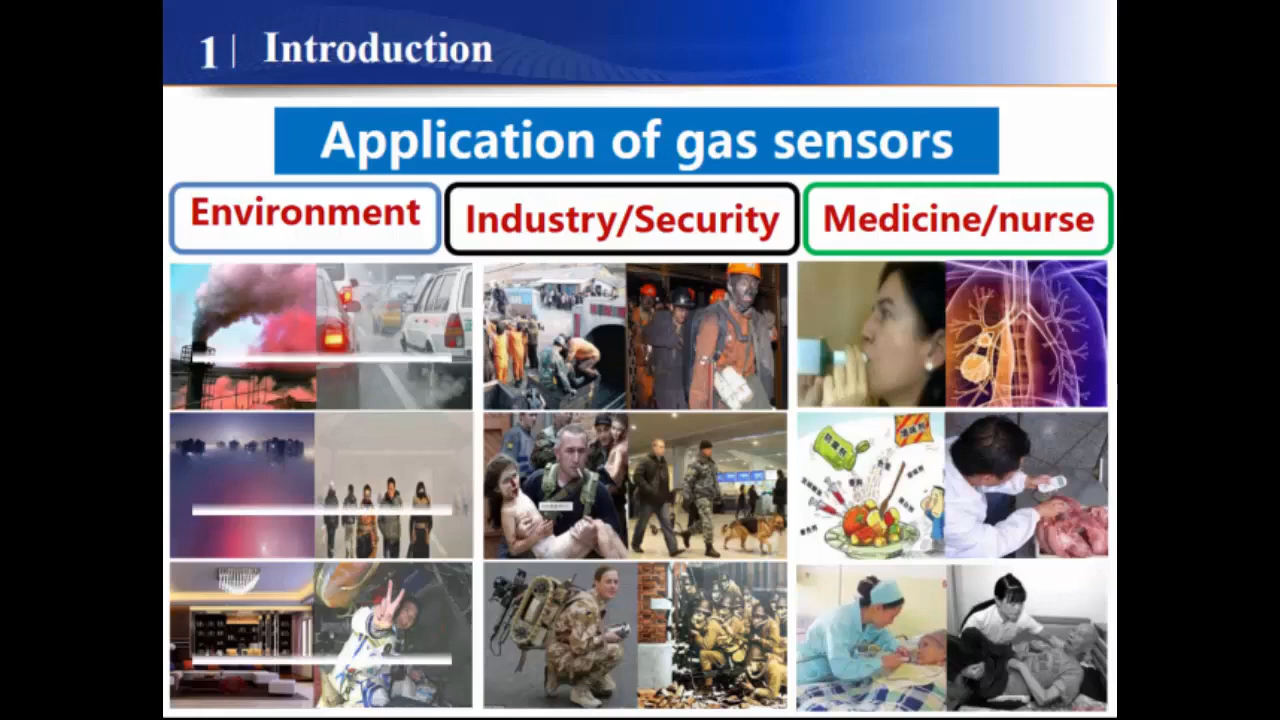 1 | Introduction
Application of gas sensors
Environment
Industry/Security
Medicine/nurse